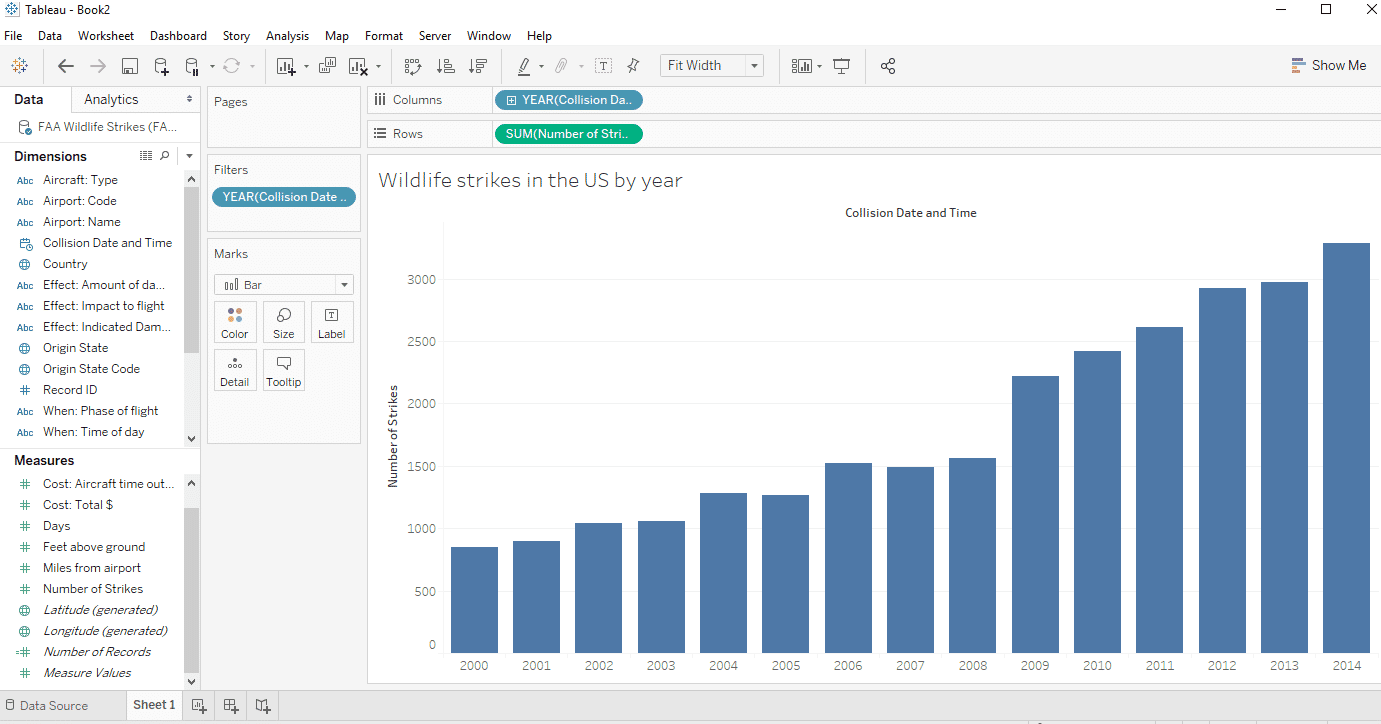 Tableau - Book2
File Data Worksheet Dashboard Story Analysis Map Format Server Window Help
Fit Width
Show Me
Data Analytics
FAA Wildlife Strikes (FA...
Dimensions
Abc Aircraft: Type
Abc Airport: Code
Abc Airport: Name
Collision Date and Time
Country
Abc Effect: Amount of da...
Abc Effect: Impact to flight
Abc Effect: Indicated Dam...
Origin State
Origin State Code
# Record ID
Abc When: Phase of flight
Abc When: Time of day
Measures
# Cost: Aircraft time out...
# Cost: Total $
# Days
# Feet above ground
# Miles from airport
# Number of Strikes
Latitude (generated)
Longitude (generated)
=# Number of Records
# Measure Values
Pages
Filters
YEAR(Collision Date ..
Marks
Bar
Color Size T Label
Detail Tooltip
Columns YEAR(Collision Da..
Rows SUM(Number of Stri..
Wildlife strikes in the US by year
Collision Date and Time
Number of Strikes
3000
2500
2000
1500
1000
500
0
2000 2001 2002 2003 2004 2005 2006 2007 2008 2009 2010 2011 2012 2013 2014
Data Source Sheet 1